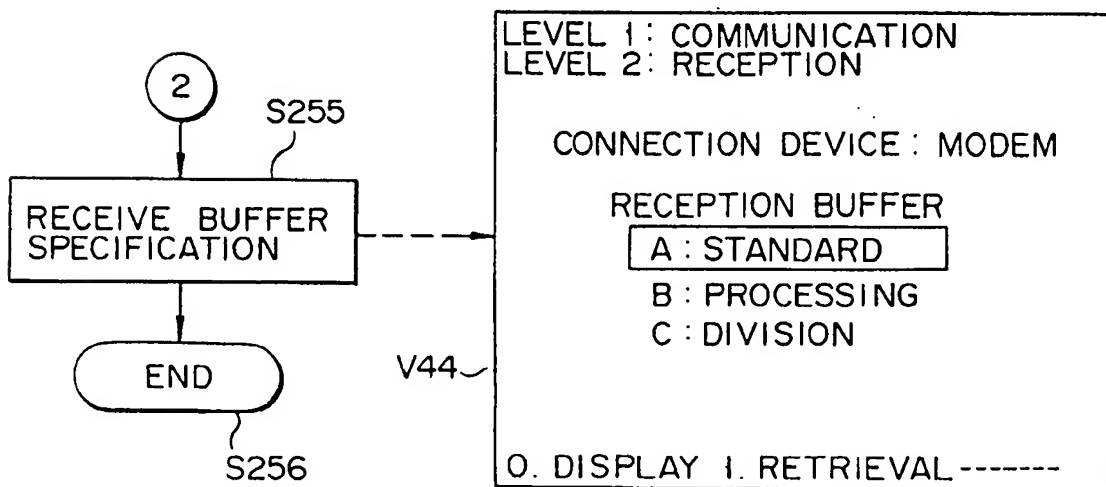 2
S255
RECEIVE BUFFER
SPECIFICATION
END
S256
LEVEL 1 : COMMUNICATION
LEVEL 2 : RECEPTION
CONNECTION DEVICE : MODEM
RECEPTION BUFFER
A : STANDARD
B : PROCESSING
C : DIVISION
V44
0. DISPLAY 1. RETRIEVAL -------